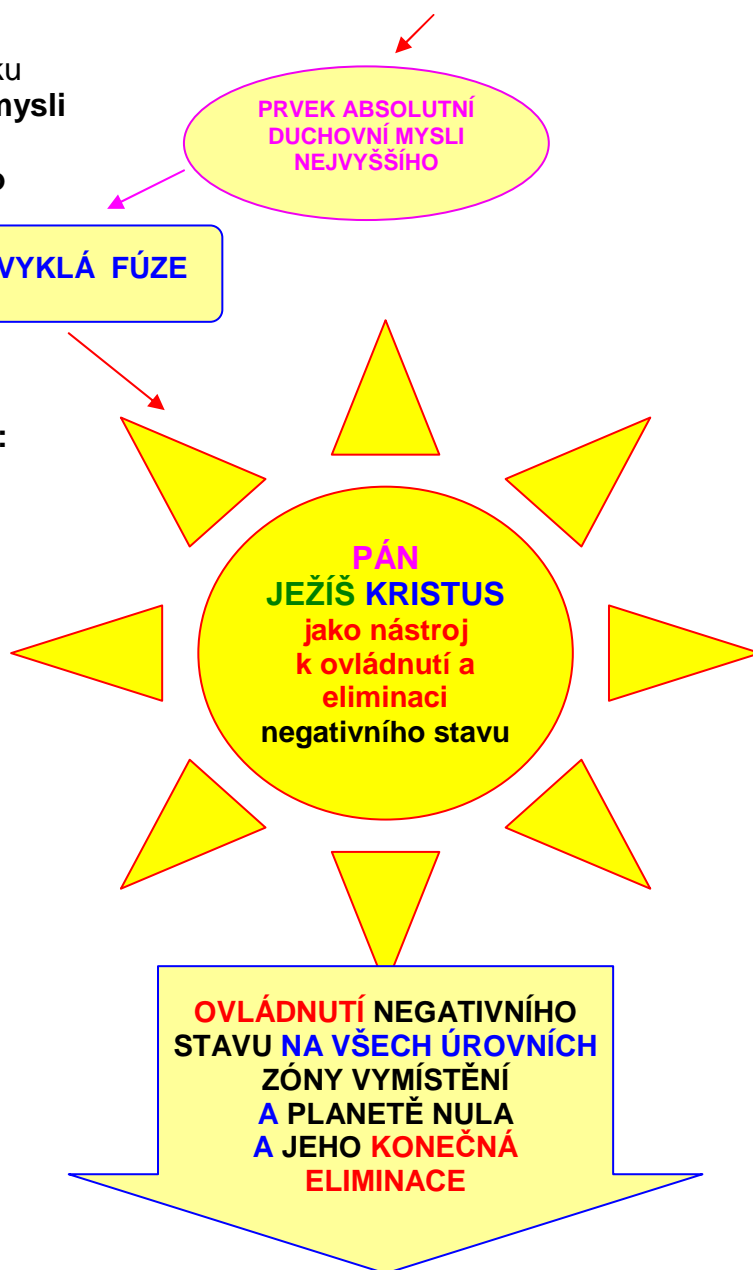 ku
mysli
PRVEK ABSOLUTNÍ
DUCHOVNÍ MYSLI
NEJVYŠŠÍHO
VYKLÁ FÚZE
:
PÁN
JEŽÍŠ KRISTUS
jako nástroj
k ovládnutí a
eliminaci
negativního stavu
OVLÁDNUTÍ NEGATIVNÍHO
STAVU NA VŠECH ÚROVNÍCH
ZÓNY VYMÍSTĚNÍ
A PLANETĚ NULA
A JEHO KONEČNÁ
ELIMINACE